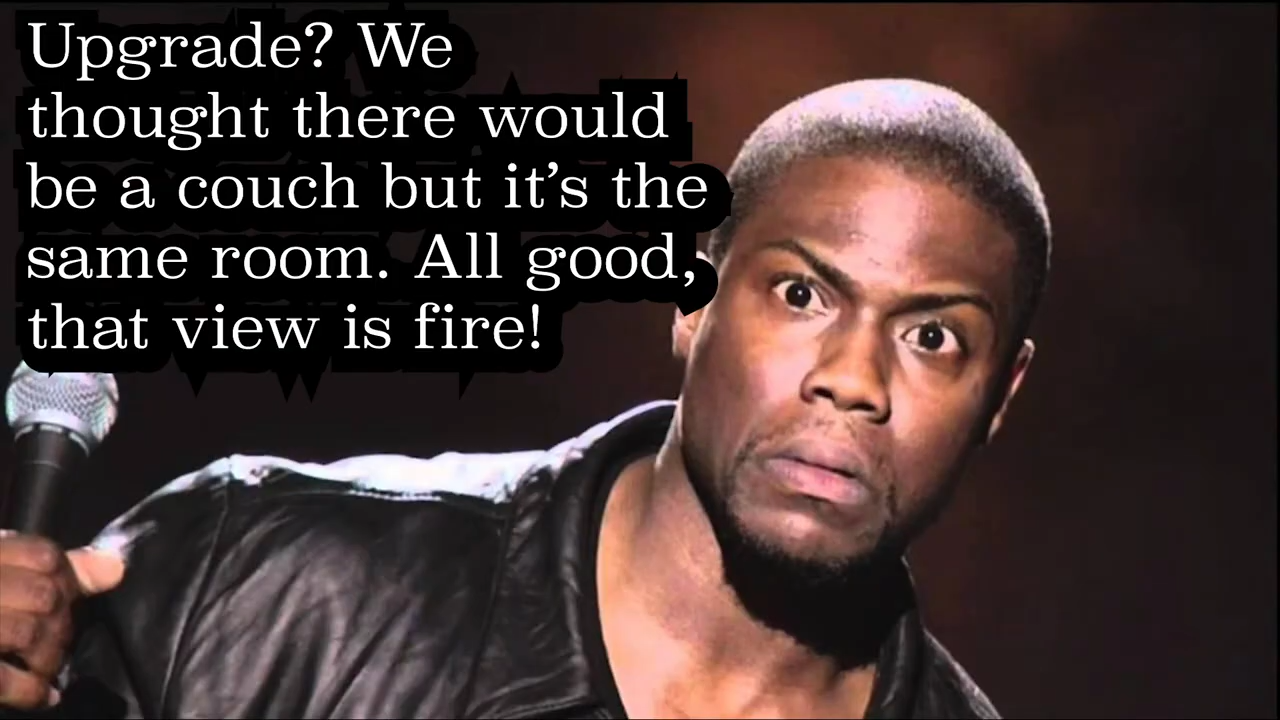 Upgrade? We
thought there would
be a couch but it’s the
same room. All good,
that view is fire!